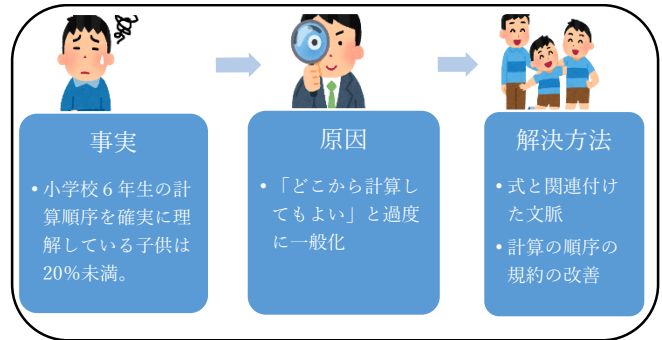 事実
• 小学校６年生の計
算順序を確実に理
解している子供は
20%未満。
原因
• 「どこから計算し
てもよい」と過度
に一般化
解決方法
• 式と関連付け
た文脈
• 計算の順序の
規約の改善